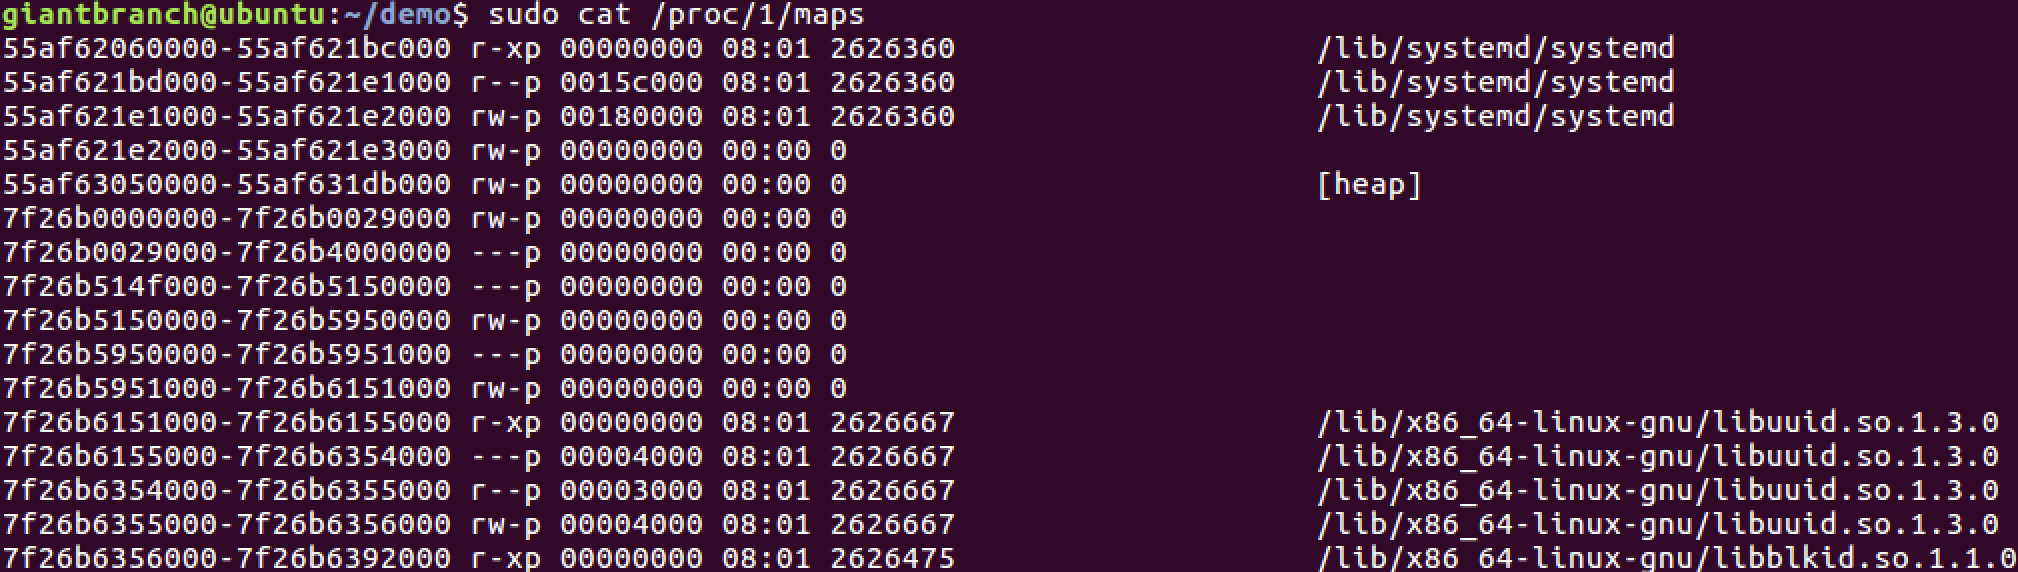 giantbranch@ubuntu:~/demo$ sudo cat /proc/1/maps
55af62060000-55af621bc000 r-xp 00000000 08:01 2626360 /lib/systemd/systemd
55af621bd000-55af621e1000 r--p 0015c000 08:01 2626360 /lib/systemd/systemd
55af621e1000-55af621e2000 rw-p 00180000 08:01 2626360 /lib/systemd/systemd
55af621e2000-55af621e3000 rw-p 00000000 00:00 0
55af63050000-55af631db000 rw-p 00000000 00:00 0 [heap]
7f26b0000000-7f26b0029000 rw-p 00000000 00:00 0
7f26b0029000-7f26b4000000 ---p 00000000 00:00 0
7f26b514f000-7f26b5150000 ---p 00000000 00:00 0
7f26b5150000-7f26b5950000 rw-p 00000000 00:00 0
7f26b5950000-7f26b5951000 ---p 00000000 00:00 0
7f26b5951000-7f26b6151000 rw-p 00000000 00:00 0
7f26b6151000-7f26b6155000 r-xp 00000000 08:01 2626667 /lib/x86_64-linux-gnu/libuuid.so.1.3.0
7f26b6155000-7f26b6354000 ---p 00004000 08:01 2626667 /lib/x86_64-linux-gnu/libuuid.so.1.3.0
7f26b6354000-7f26b6355000 r--p 00003000 08:01 2626667 /lib/x86_64-linux-gnu/libuuid.so.1.3.0
7f26b6355000-7f26b6356000 rw-p 00004000 08:01 2626667 /lib/x86_64-linux-gnu/libuuid.so.1.3.0
7f26b6356000-7f26b6392000 r-xp 00000000 08:01 2626475 /lib/x86_64-linux-gnu/libblkid.so.1.1.0